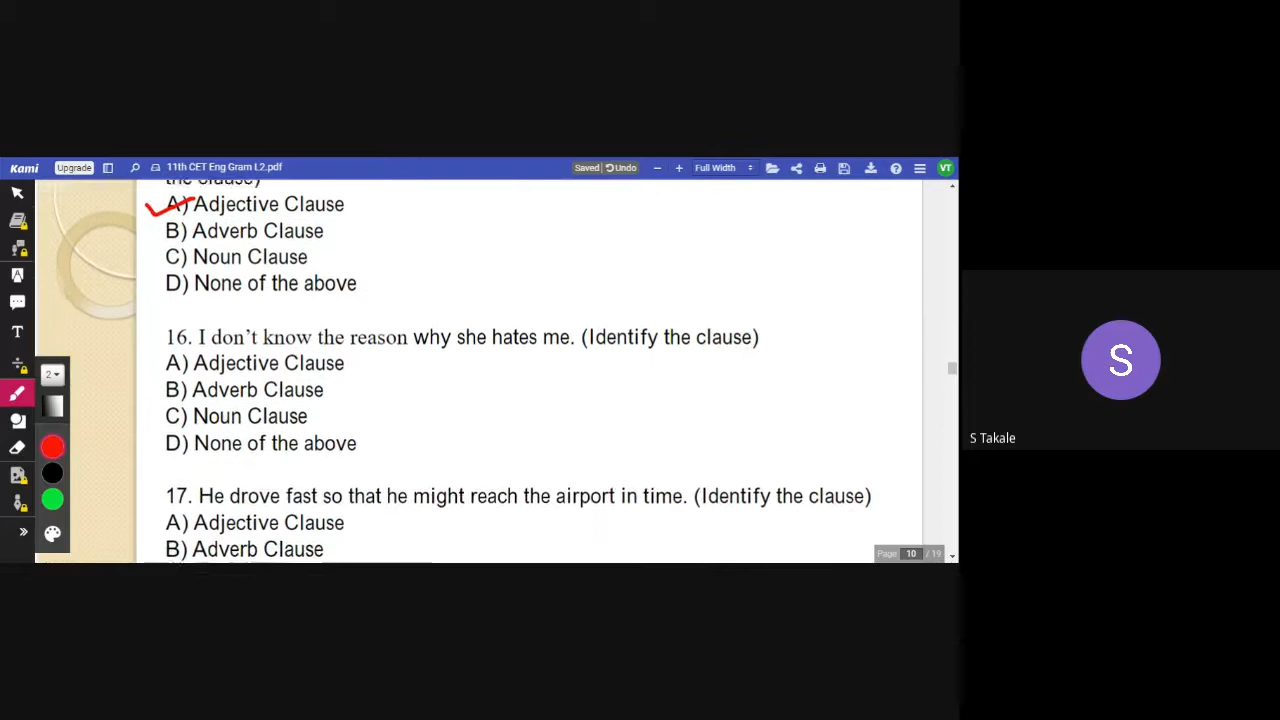 Kami
Upgrade
11th CET Eng Gram L2.pdf
Saved Undo
Full Width
VT
the clause)
A) Adjective Clause
B) Adverb Clause
C) Noun Clause
D) None of the above
16. I don’t know the reason why she hates me. (Identify the clause)
A) Adjective Clause
B) Adverb Clause
C) Noun Clause
D) None of the above
17. He drove fast so that he might reach the airport in time. (Identify the clause)
A) Adjective Clause
B) Adverb Clause
2
Page 10 / 19
S
S Takale